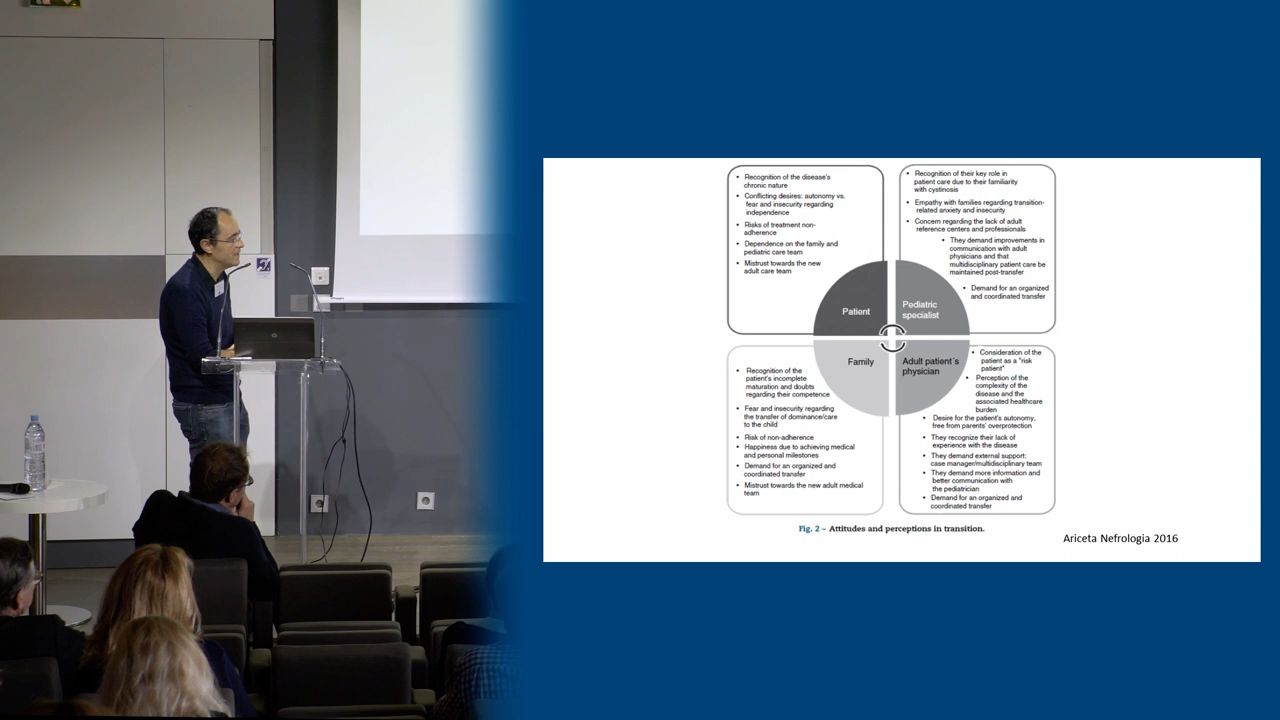 • Recognition of the disease's
chronic nature
• Conflicting desires: autonomy vs.
fear and insecurity regarding
independence
• Risks of treatment non-
adherence
• Dependence on the family and
pediatric care team
• Mistrust towards the new
adult care team
• Recognition of their key role in
patient care due to their familiarity
with cystinosis
• Empathy with families regarding transition-
related anxiety and insecurity
• Concern regarding the lack of adult
reference centers and professionals
• They demand improvements in
communication with adult
physicians and that
multidisciplinary patient care be
maintained post-transfer
• Demand for an organized
and coordinated transfer
Patient
Pediatric
specialist
Family
Adult patient´s
physician
• Recognition of the
patient's incomplete
maturation and doubts
regarding their competence
• Fear and insecurity regarding
the transfer of dominance/care
to the child
• Risk of non-adherence
• Happiness due to achieving medical
and personal milestones
• Demand for an organized and
coordinated transfer
• Mistrust towards the new adult medical
team
• Consideration of the
patient as a "risk
patient"
• Perception of the
complexity of the
disease and the
associated healthcare
burden
• Desire for the patient's autonomy,
free from parents' overprotection
• They recognize their lack of
experience with the disease
• They demand external support:
case manager/multidisciplinary team
• They demand more information and
better communication with
the pediatrician
• Demand for an organized and
coordinated transfer
Fig. 2 – Attitudes and perceptions in transition.
Ariceta Nefrologia 2016